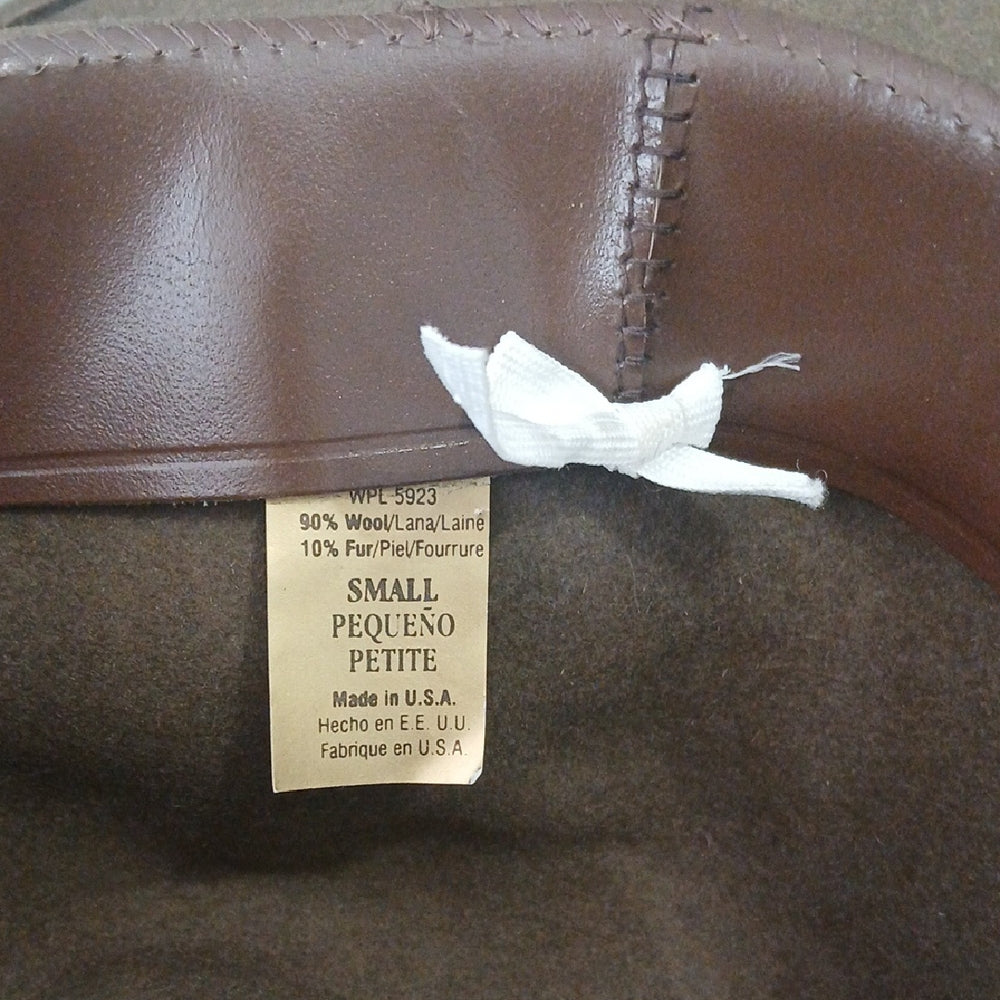 WPL 5923
90% Wool/Lana/Laine
10% Fur/Piel/Fourrure
SMALL
PEQUEÑO
PETITE
Made in U.S.A.
Hecho en E.E. U.U.
Fabrique en U.S.A.